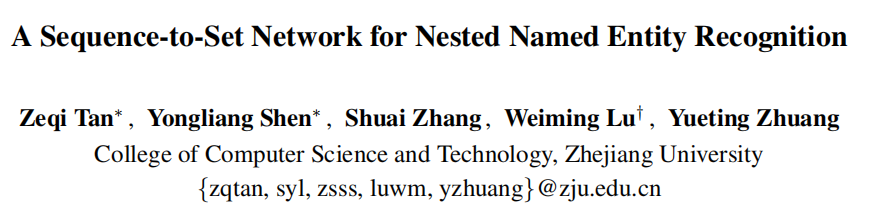 A Sequence-to-Set Network for Nested Named Entity Recognition
Zeqi Tan*, Yongliang Shen*, Shuai Zhang, Weiming Lu†, Yueting Zhuang
College of Computer Science and Technology, Zhejiang University
{zqtan, syl, zsss, luwm, yzhuang}@zju.edu.cn